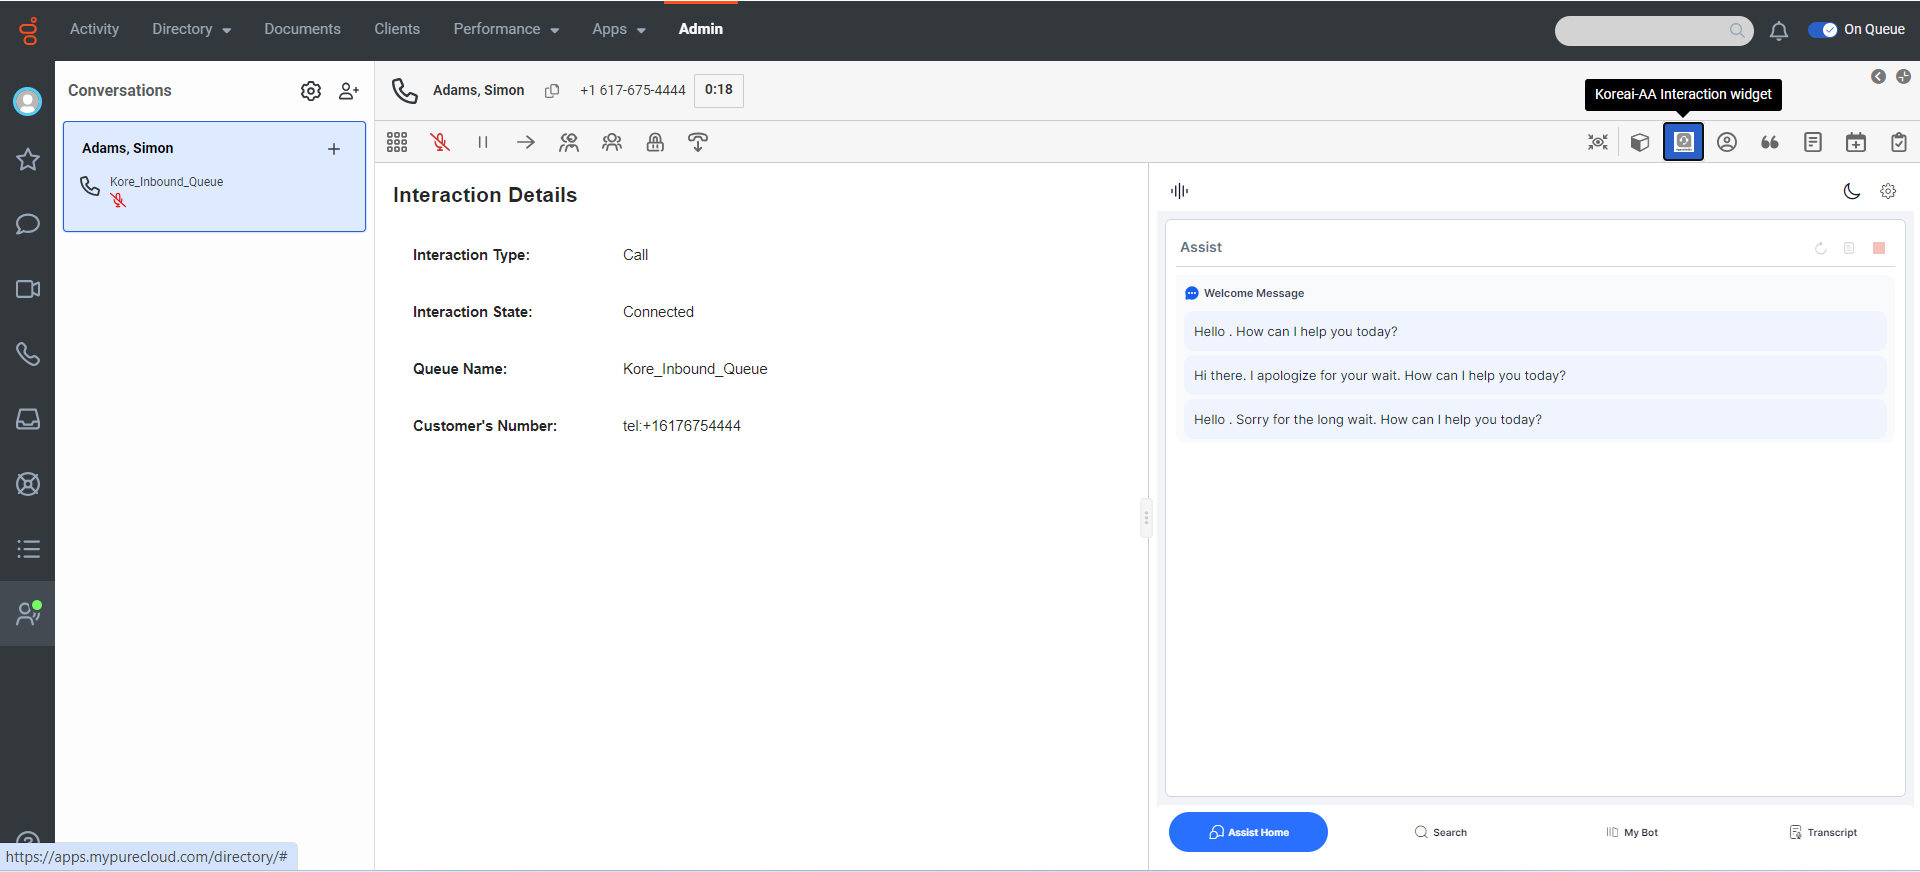 Activity
Directory
Documents
Clients
Performance
Apps
Admin
On Queue
Conversations
Adams, Simon
+1 617-675-4444
0:18
Koreai-AA Interaction widget
Adams, Simon
Kore_Inbound_Queue
Interaction Details
Interaction Type: Call
Interaction State: Connected
Queue Name: Kore_Inbound_Queue
Customer's Number: tel:+16176754444
Assist
Welcome Message
Hello . How can I help you today?
Hi there. I apologize for your wait. How can I help you today?
Hello . Sorry for the long wait. How can I help you today?
Assist Home
Search
My Bot
Transcript
https://apps.mypurecloud.com/directory/#